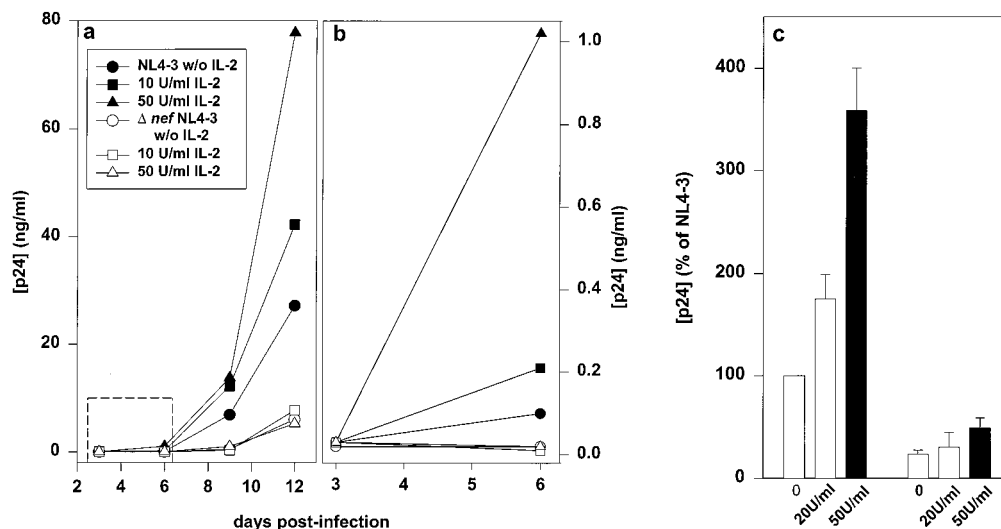 a
b
c
NL4-3 w/o IL-2
10 U/ml IL-2
50 U/ml IL-2
Δ nef NL4-3
w/o IL-2
10 U/ml IL-2
50 U/ml IL-2
[p24] (ng/ml)
80
60
40
20
0
2
4
6
8
10
12
3
4
5
6
days post-infection
1.0
0.8
0.6
0.4
0.2
0.0
[p24] (ng/ml)
[p24] (% of NL4-3)
400
300
200
100
0
0
20U/ml
50U/ml
0
20U/ml
50U/ml